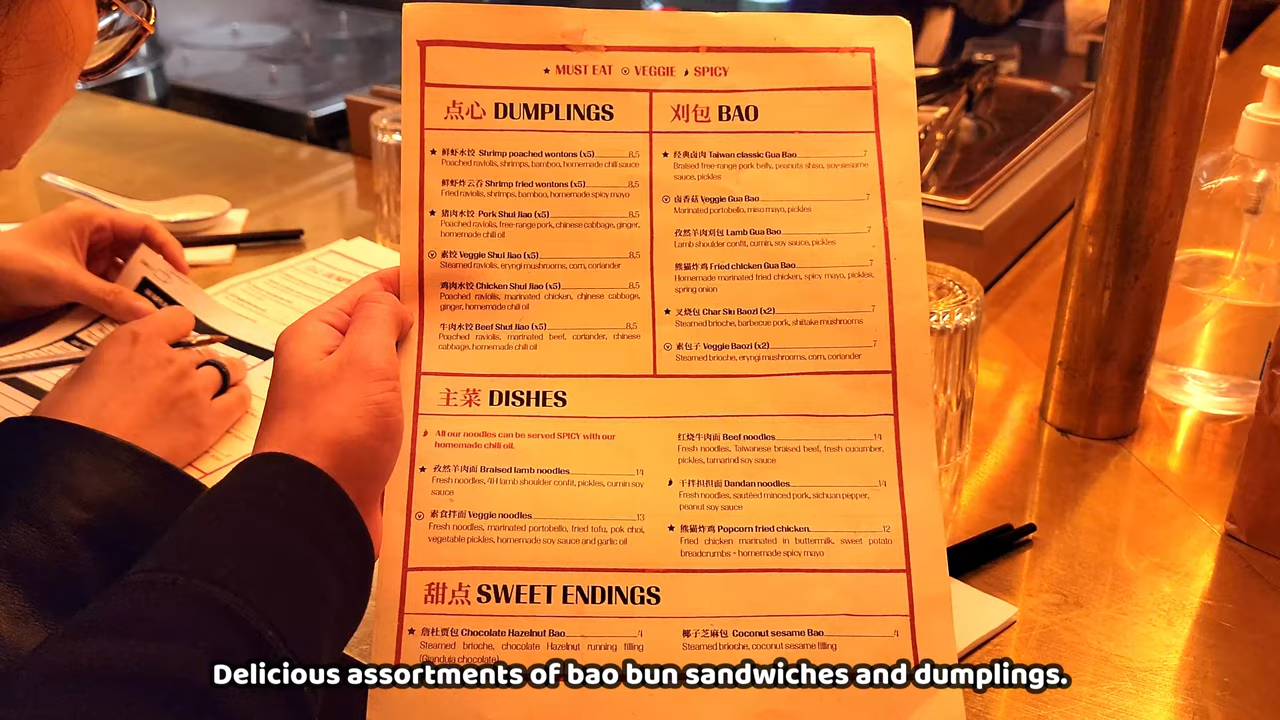 ★ MUST EAT VEGGIE SPICY
点心 DUMPLINGS
★ 鲜虾水饺 Shrimp poached wontons (x5) 8,5
Poached raviolis, shrimps, bamboo, homemade chili sauce
鲜虾炸云吞 Shrimp fried wontons (x5) 8,5
Fried raviolis, shrimps, bamboo, homemade spicy mayo
★ 猪肉水饺 Pork Shui Jiao (x5) 8,5
Poached raviolis, free-range pork, chinese cabbage, ginger,
homemade chili oil
素饺 Veggie Shui Jiao (x5) 8,5
Steamed raviolis, eryngi mushrooms, corn, coriander
鸡肉水饺 Chicken Shui Jiao (x5) 8,5
Poached raviolis, marinated chicken, chinese cabbage,
ginger, homemade chili oil
牛肉水饺 Beef Shui Jiao (x5) 8,5
Poached raviolis, marinated beef, coriander, chinese
cabbage, homemade chili oil
刈包 BAO
★ 经典卤肉 Taiwan classic Gua Bao 7
Braised free-range pork belly, peanuts shiso, soy-sesame
sauce, pickles
卤香菇 Veggie Gua Bao 7
Marinated portobello, miso mayo, pickles
孜然羊肉刈包 Lamb Gua Bao 7
Lamb shoulder confit, cumin, soy sauce, pickles
熊猫炸鸡 Fried chicken Gua Bao 7
Homemade marinated fried chicken, spicy mayo, pickles,
spring onion
★ 叉烧包 Char Siu Baozi (x2) 7
Steamed brioche, barbecue pork, shiitake mushrooms
素包子 Veggie Baozi (x2) 7
Steamed brioche, eryngi mushrooms, corn, coriander
主菜 DISHES
All our noodles can be served SPICY with our
homemade chili oil.
★ 孜然羊肉面 Braised lamb noodles 14
Fresh noodles, 4H lamb shoulder confit, pickles, cumin soy
sauce
素食拌面 Veggie noodles 13
Fresh noodles, marinated portobello, fried tofu, pok choi,
vegetable pickles, homemade soy sauce and garlic oil
红烧牛肉面 Beef noodles 14
Fresh noodles, Taiwanese braised beef, fresh cucumber,
pickles, tamarind soy sauce
干拌担担面 Dandan noodles 14
Fresh noodles, sautéed minced pork, sichuan pepper,
peanut soy sauce
★ 熊猫炸鸡 Popcorn fried chicken 12
Fried chicken marinated in buttermilk, sweet potato
breadcrumbs + homemade spicy mayo
甜点 SWEET ENDINGS
★ 詹杜贾包 Chocolate Hazelnut Bao 4
Steamed brioche, chocolate Hazelnut running filling
(Gianduja chocolate)
椰子芝麻包 Coconut sesame Bao 4
Steamed brioche, coconut sesame filling
Delicious assortments of bao bun sandwiches and dumplings.